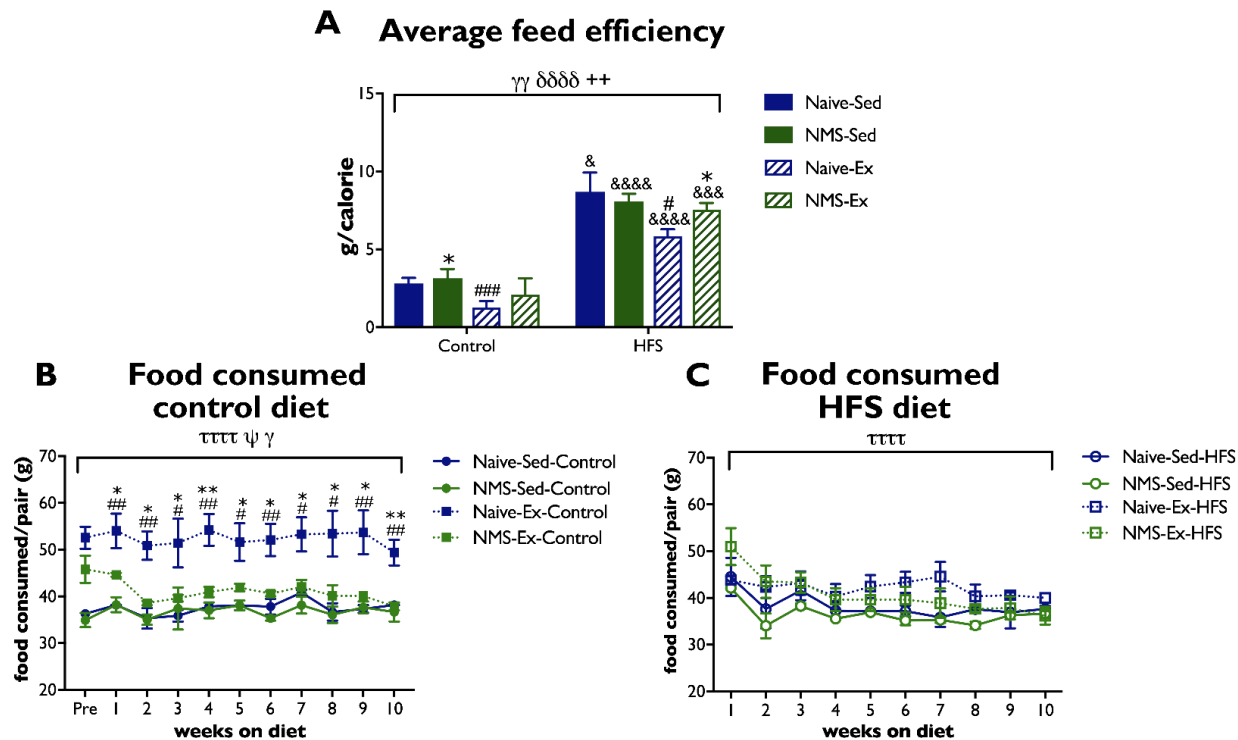 A Average feed efficiency
γγ δδδδ ++
15
10
5
0
g/calorie
&
&&&&
#
&&&&
*
&&&
*
###
Control
HFS
Naive-Sed
NMS-Sed
Naive-Ex
NMS-Ex
B Food consumed
control diet
ττττ ψ γ
70
60
50
40
30
20
food consumed/pair (g)
* * * ** * * * * * **
## ## # ## # ## # # ## ##
Pre 1 2 3 4 5 6 7 8 9 10
weeks on diet
Naive-Sed-Control
NMS-Sed-Control
Naive-Ex-Control
NMS-Ex-Control
C Food consumed
HFS diet
ττττ
70
60
50
40
30
20
food consumed/pair (g)
1 2 3 4 5 6 7 8 9 10
weeks on diet
Naive-Sed-HFS
NMS-Sed-HFS
Naive-Ex-HFS
NMS-Ex-HFS